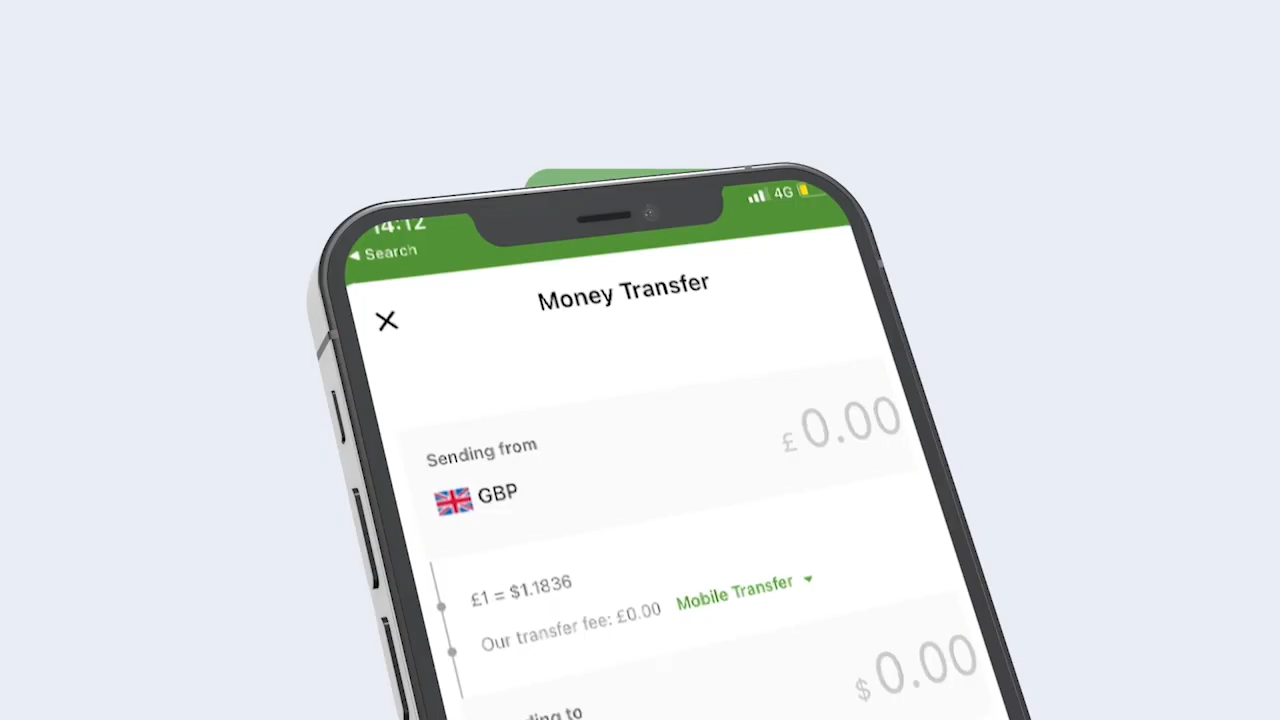 14:12
4G
Search
Money Transfer
£ 0.00
Sending from
GBP
£1 = $1.1836
Our transfer fee: £0.00 Mobile Transfer
$ 0.00
to